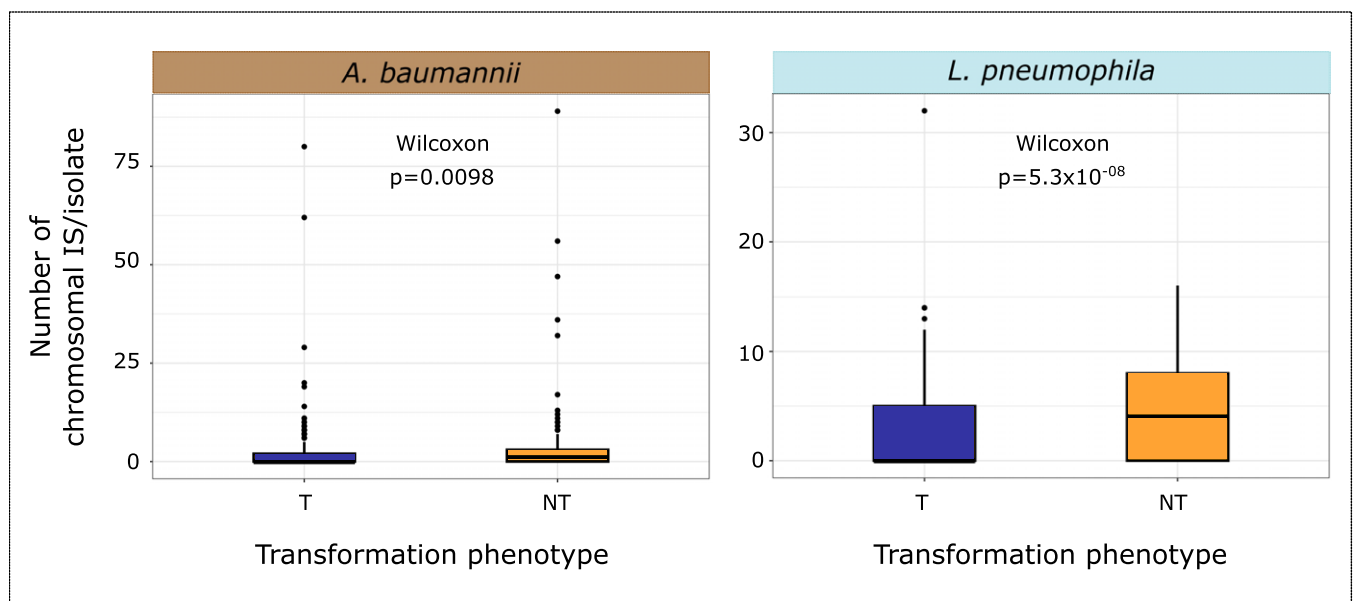 A. baumannii
Number of
chromosomal IS/isolate
75
50
25
0
Wilcoxon
p=0.0098
T
NT
Transformation phenotype
L. pneumophila
30
20
10
0
Wilcoxon
p=5.3x10⁻⁰⁸
T
NT
Transformation phenotype